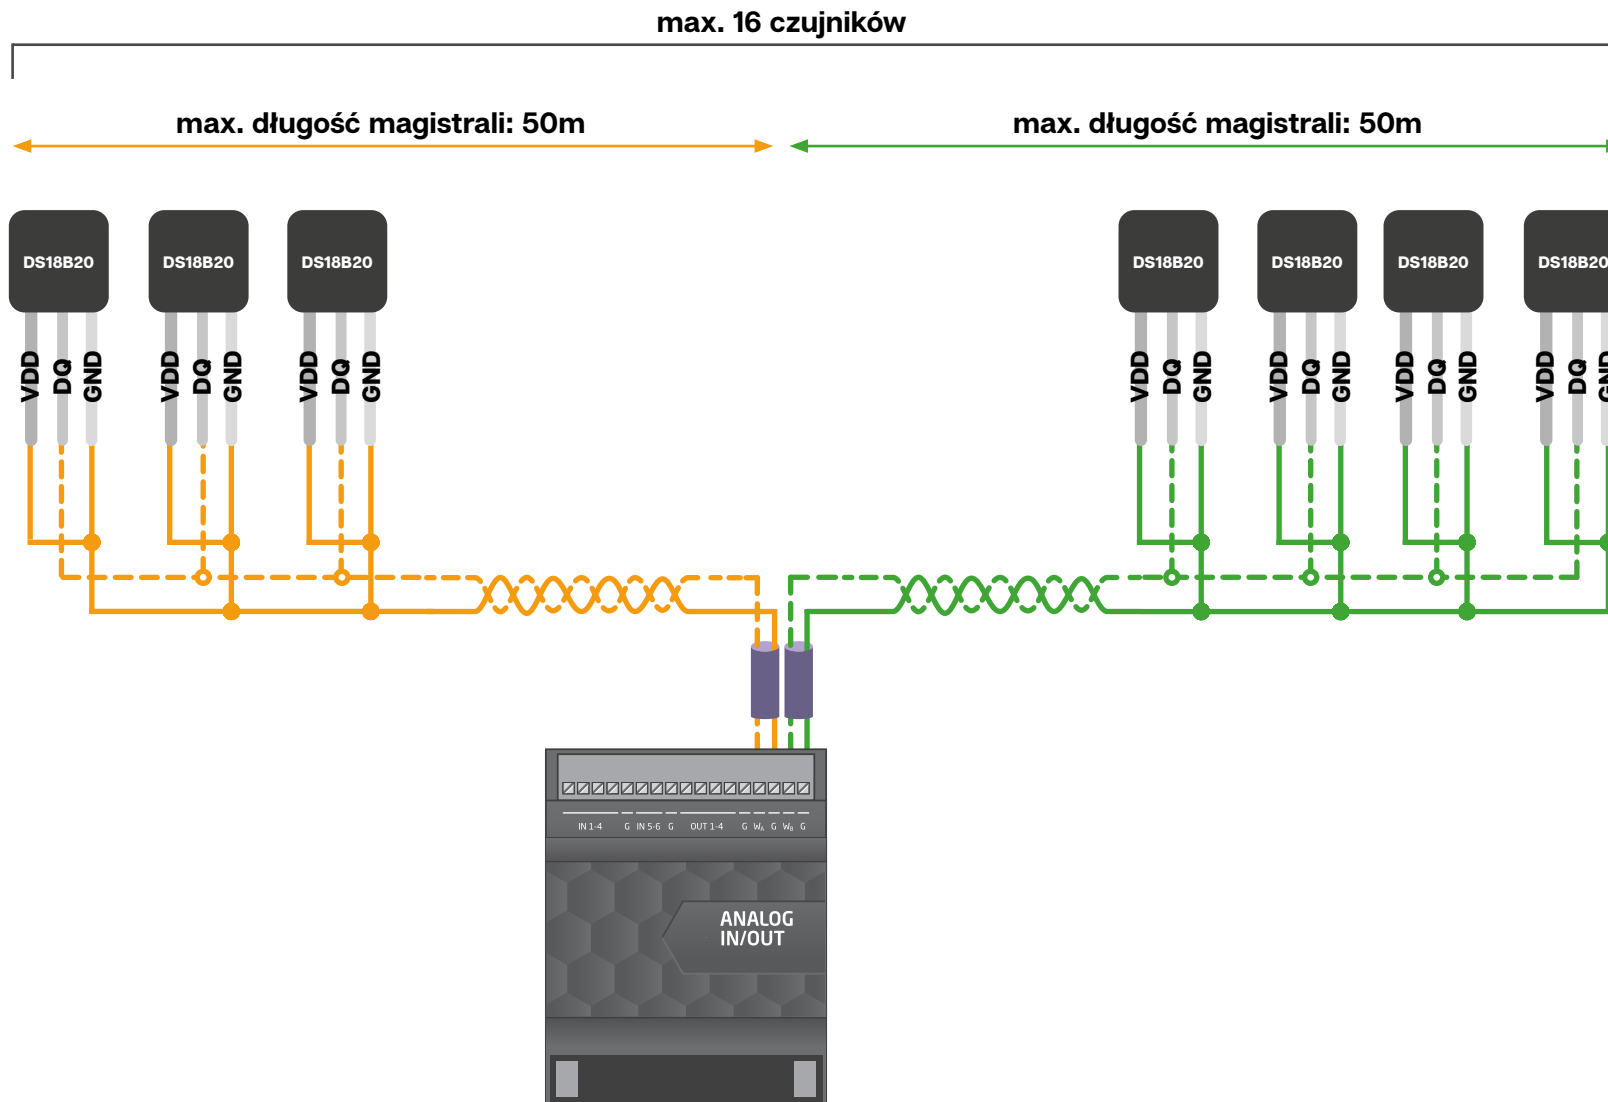 max. 16 czujników
max. długość magistrali: 50m
max. długość magistrali: 50m
DS18B20
DS18B20
DS18B20
DS18B20
DS18B20
DS18B20
DS18B20
VDD
DQ
GND
VDD
DQ
GND
VDD
DQ
GND
VDD
DQ
GND
VDD
DQ
GND
VDD
DQ
GND
VDD
DQ
GND
IN 1-4 G IN 5-6 G OUT 1-4 G WA G WB G
ANALOG
IN/OUT